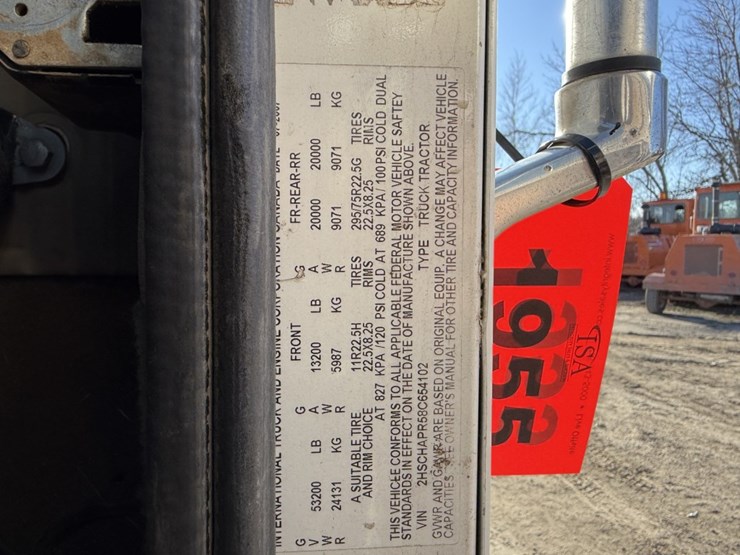 INTERNATIONAL TRUCK AND ENGINE CORPORATION CANADA DATE 07-2007
G FRONT G FR-REAR-RR
V 53200 LB A 13200 LB A 20000 20000 LB
W W W
R 24131 KG R 5987 KG R 9071 9071 KG
A SUITABLE TIRE 11R22.5H TIRES 295/75R22.5G TIRES
AND RIM CHOICE 22.5X8.25 RIMS 22.5X8.25 RIMS
AT 827 KPA /120 PSI COLD AT 689 KPA / 100 PSI COLD DUAL
THIS VEHICLE CONFORMS TO ALL APPLICABLE FEDERAL MOTOR VEHICLE SAFTEY
STANDARDS IN EFFECT ON THE DATE OF MANUFACTURE SHOWN ABOVE.
VIN 2HSCHAPR58C654102 TYPE TRUCK TRACTOR
GVWR AND GAWR ARE BASED ON ORIGINAL EQUIP. A CHANGE MAY AFFECT VEHICLE
CAPACITIES SEE OWNER'S MANUAL FOR OTHER TIRE AND CAPACITY INFORMATION.
1955
TSA